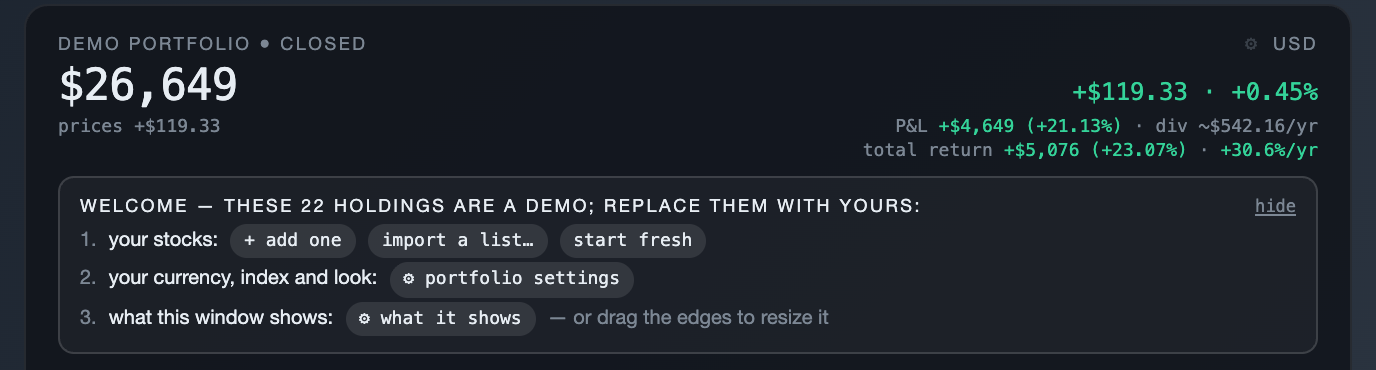 DEMO PORTFOLIO ● CLOSED
⚙ USD
$26,649
+$119.33 · +0.45%
prices +$119.33
P&L +$4,649 (+21.13%) · div ~$542.16/yr
total return +$5,076 (+23.07%) · +30.6%/yr
WELCOME — THESE 22 HOLDINGS ARE A DEMO; REPLACE THEM WITH YOURS:
hide
1. your stocks: + add one import a list… start fresh
2. your currency, index and look: ⚙ portfolio settings
3. what this window shows: ⚙ what it shows — or drag the edges to resize it